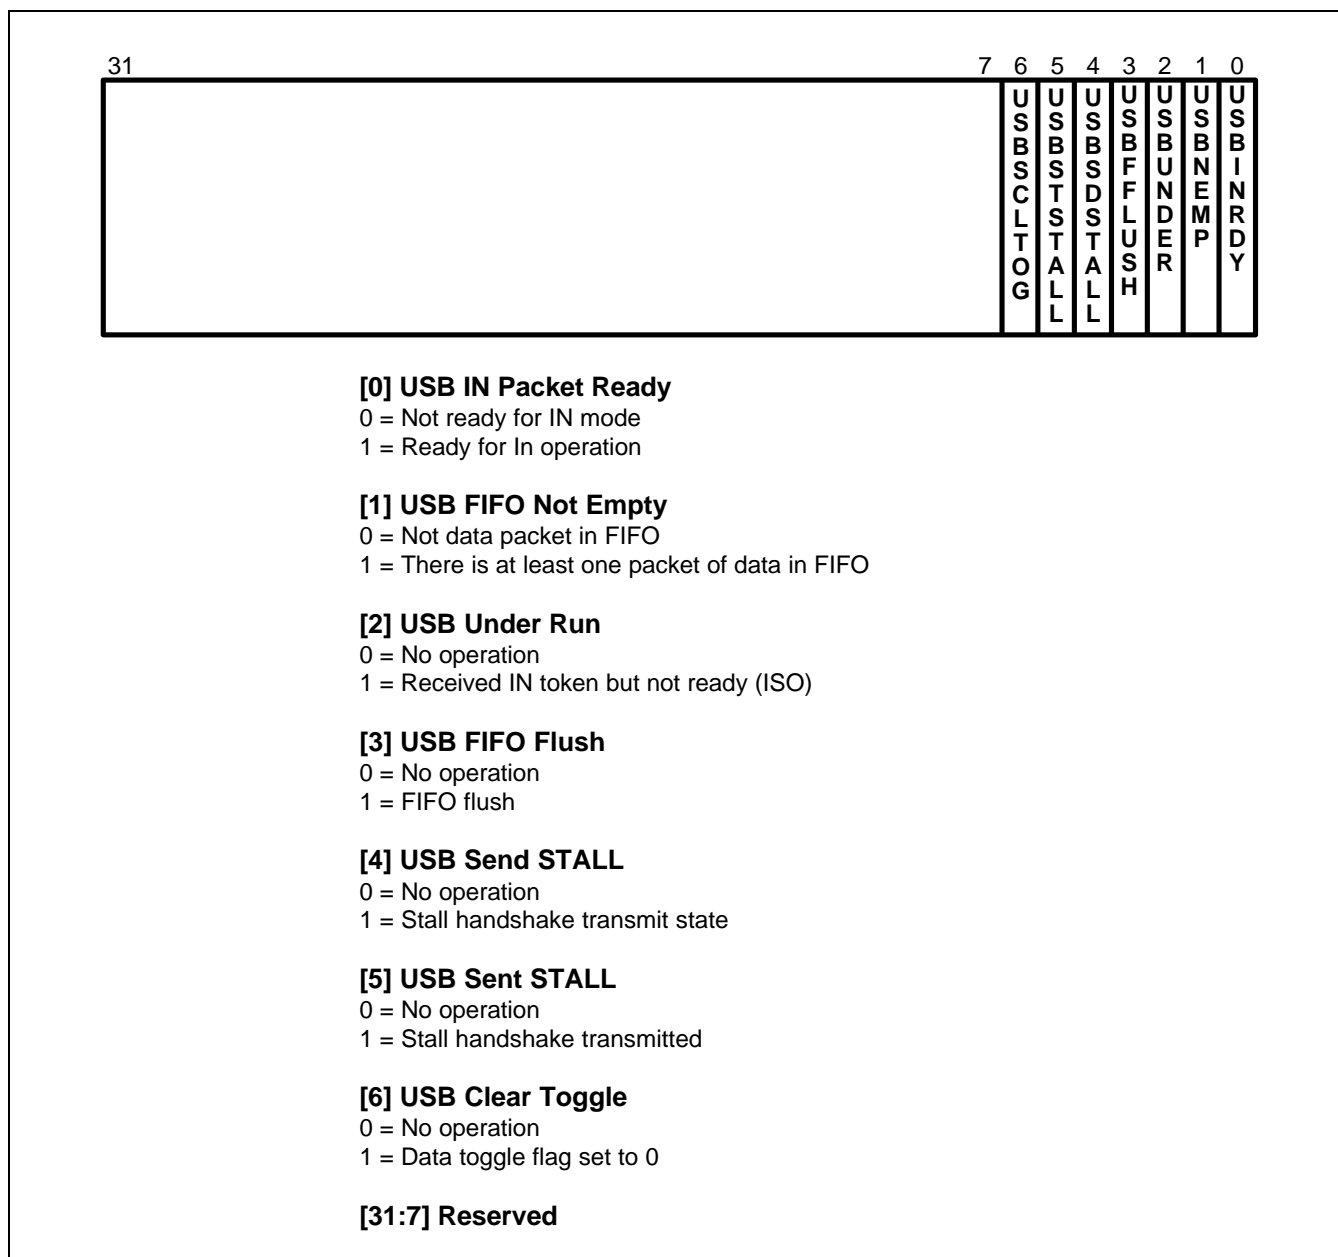 31 7 6 5 4 3 2 1 0
USBSCLTOG USBSTSTALL USBSDSTALL USBFFLUSH USBUNDER USBNEMP USBINRDY
[0] USB IN Packet Ready
0 = Not ready for IN mode
1 = Ready for In operation
[1] USB FIFO Not Empty
0 = Not data packet in FIFO
1 = There is at least one packet of data in FIFO
[2] USB Under Run
0 = No operation
1 = Received IN token but not ready (ISO)
[3] USB FIFO Flush
0 = No operation
1 = FIFO flush
[4] USB Send STALL
0 = No operation
1 = Stall handshake transmit state
[5] USB Sent STALL
0 = No operation
1 = Stall handshake transmitted
[6] USB Clear Toggle
0 = No operation
1 = Data toggle flag set to 0
[31:7] Reserved